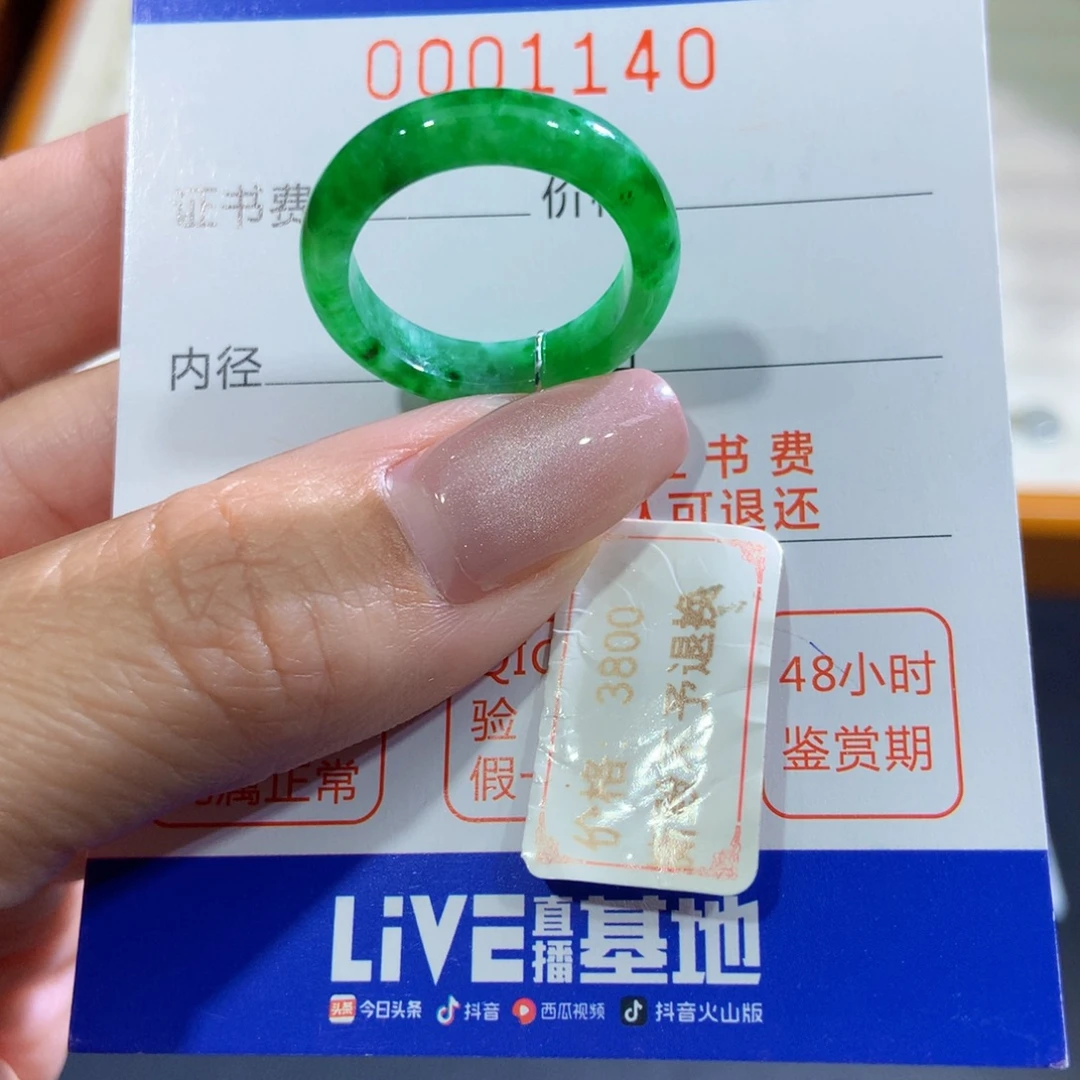 0001140
证书费
内径
书费
可退还
验
假
正常
价格 3800
退换
48小时
鉴赏期
LiVE直播基地
今日头条 抖音 西瓜视频 抖音火山版